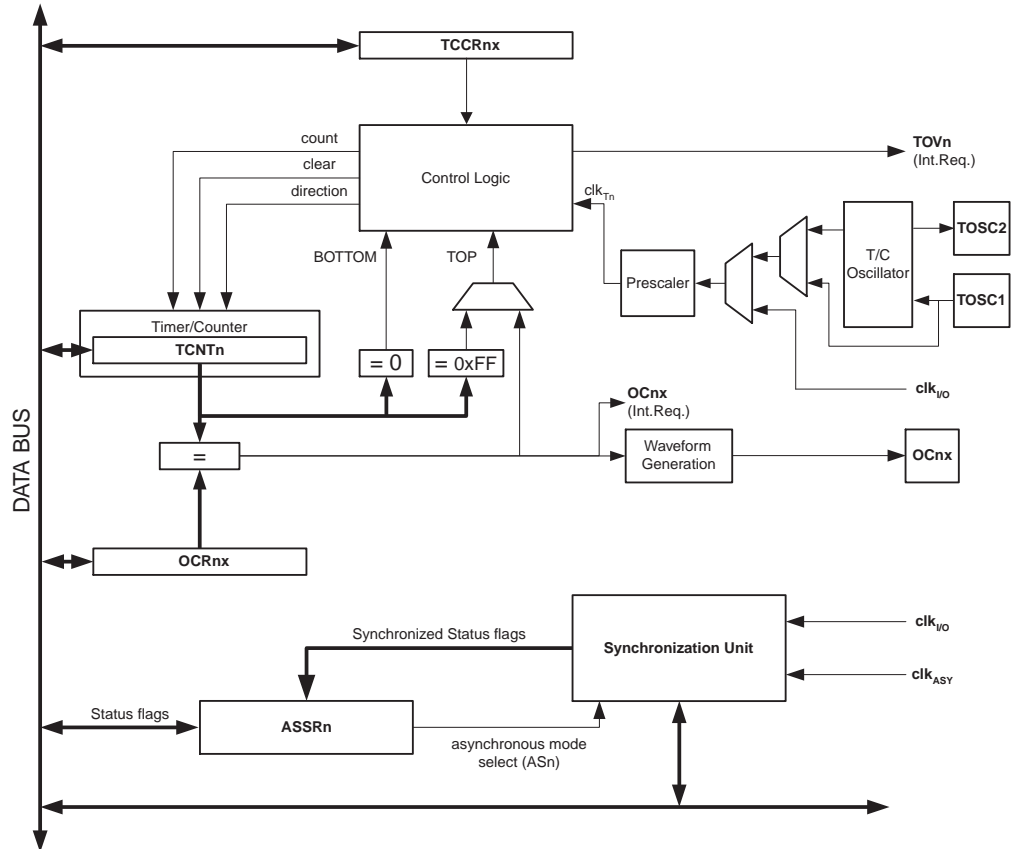 TCCRnx
count
clear
direction
Control Logic
TOVn
(Int.Req.)
clkTn
BOTTOM
TOP
TOSC2
T/C
Oscillator
Prescaler
TOSC1
Timer/Counter
TCNTn
= 0
= 0xFF
clkI/O
OCnx
(Int.Req.)
=
Waveform
Generation
OCnx
DATA BUS
OCRnx
Synchronized Status flags
Synchronization Unit
clkI/O
clkASY
Status flags
ASSRn
asynchronous mode
select (ASn)